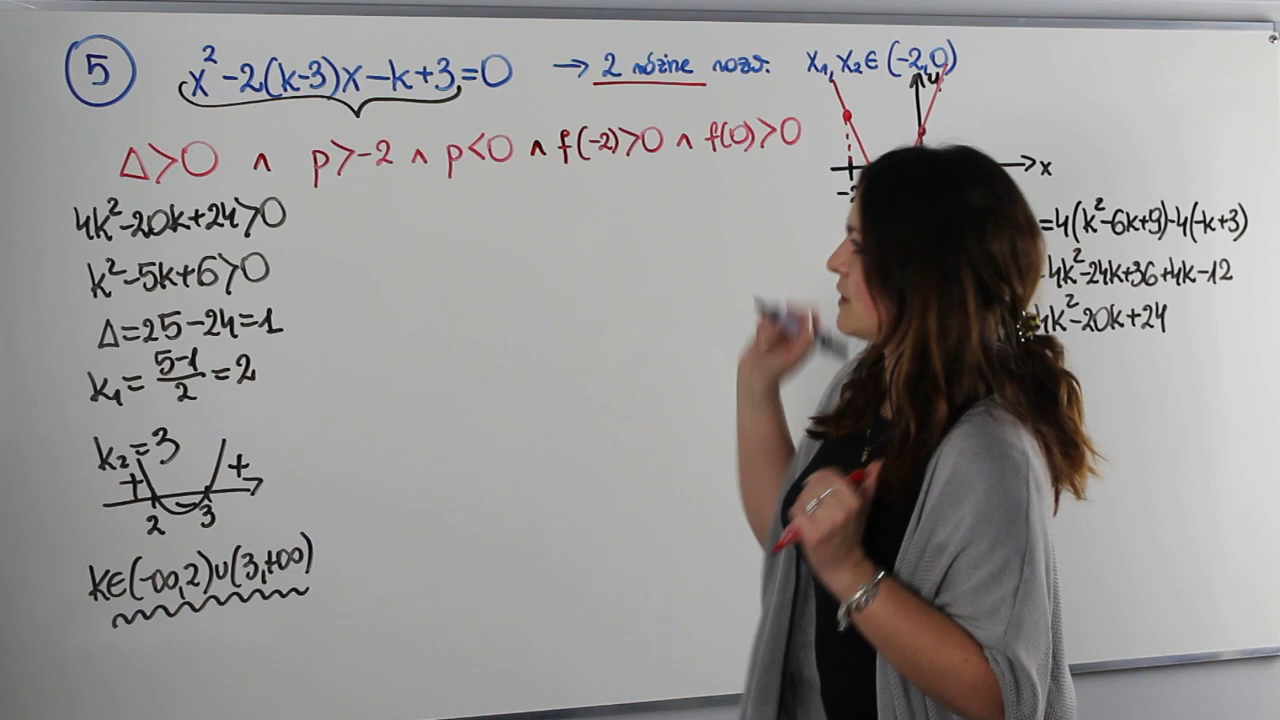 5 x²-2(k-3)x-k+3=0 → 2 różne rozw. x₁,x₂∈(-2,0)
y
Δ>0 ∧ p>-2 ∧ p<0 ∧ f(-2)>0 ∧ f(0)>0
x
4k²-20k+24>0
=4(k²-6k+9)-4(-k+3)
k²-5k+6>0
4k²-24k+36+4k-12
Δ=25-24=1
4k²-20k+24
k₁=(5-1)/2=2
k₂=3
+ - +
2 3
k∈(-∞,2)∪(3,+∞)